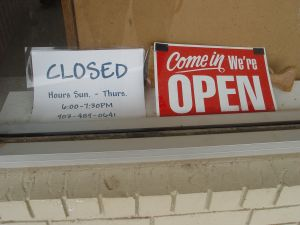 CLOSED
Hours Sun. - Thurs.
6:00-7:30PM
Come in We're
OPEN